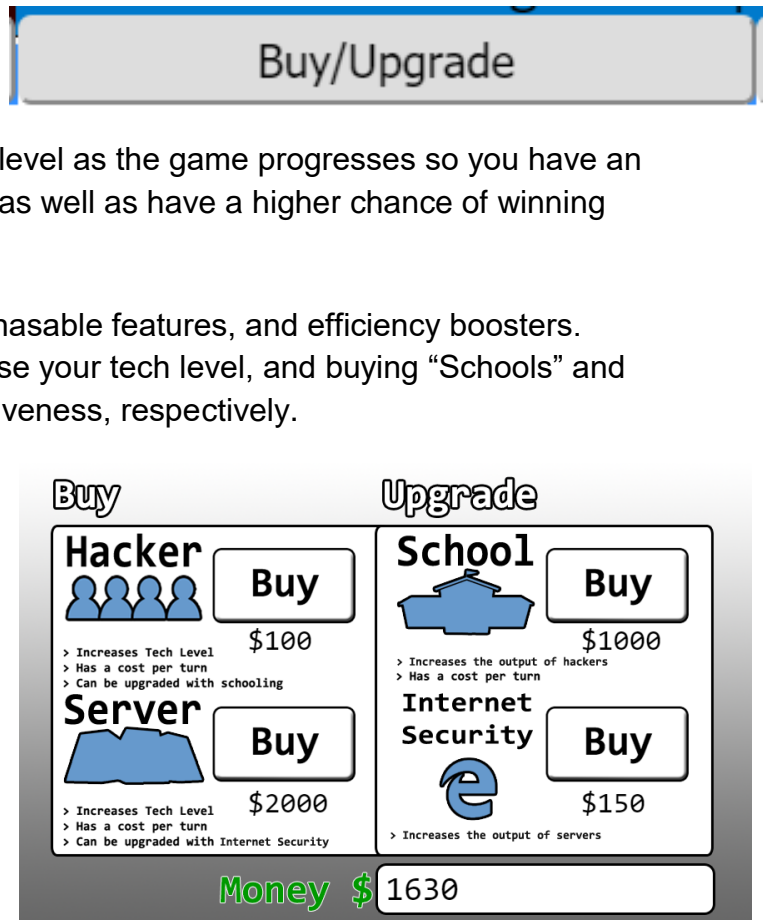 Buy/Upgrade
level as the game progresses so you have an
as well as have a higher chance of winning
hasable features, and efficiency boosters.
se your tech level, and buying “Schools” and
iveness, respectively.
Buy
Hacker
Buy
$100
> Increases Tech Level
> Has a cost per turn
> Can be upgraded with schooling
Server
Buy
$2000
> Increases Tech Level
> Has a cost per turn
> Can be upgraded with Internet Security
Upgrade
School
Buy
$1000
> Increases the output of hackers
> Has a cost per turn
Internet
Security
Buy
$150
> Increases the output of servers
Money $ 1630